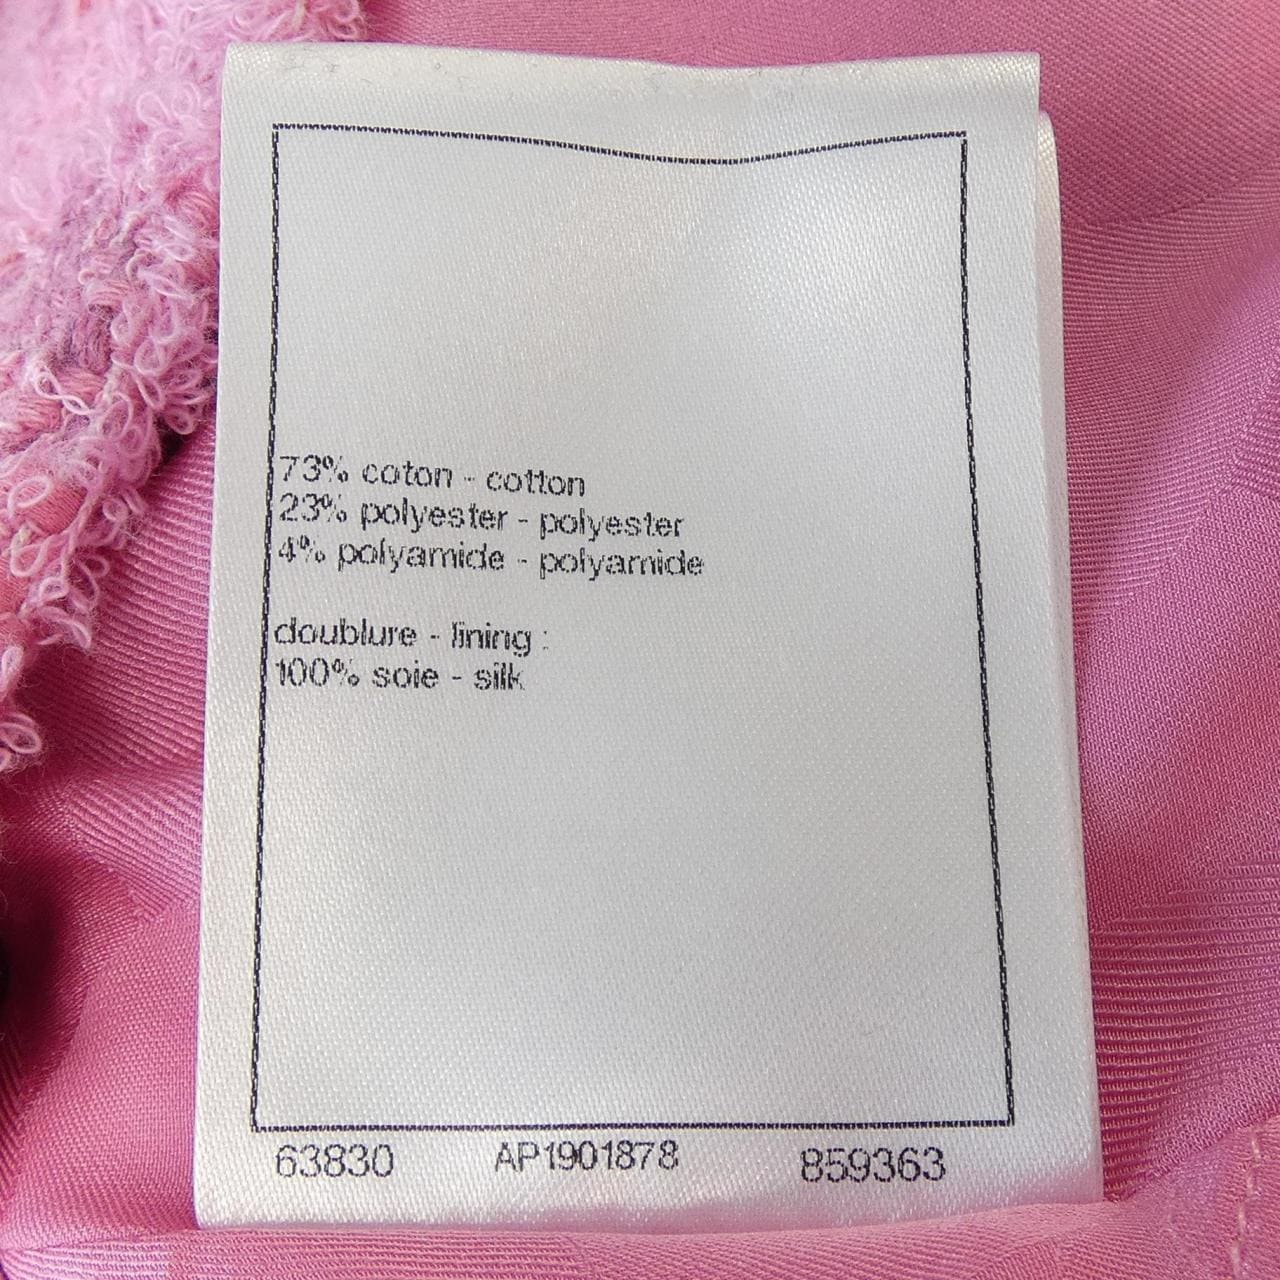 73% coton - cotton
23% polyester - polyester
4% polyamide - polyamide
doublure - lining :
100% soie - silk
63830 AP1901878 859363